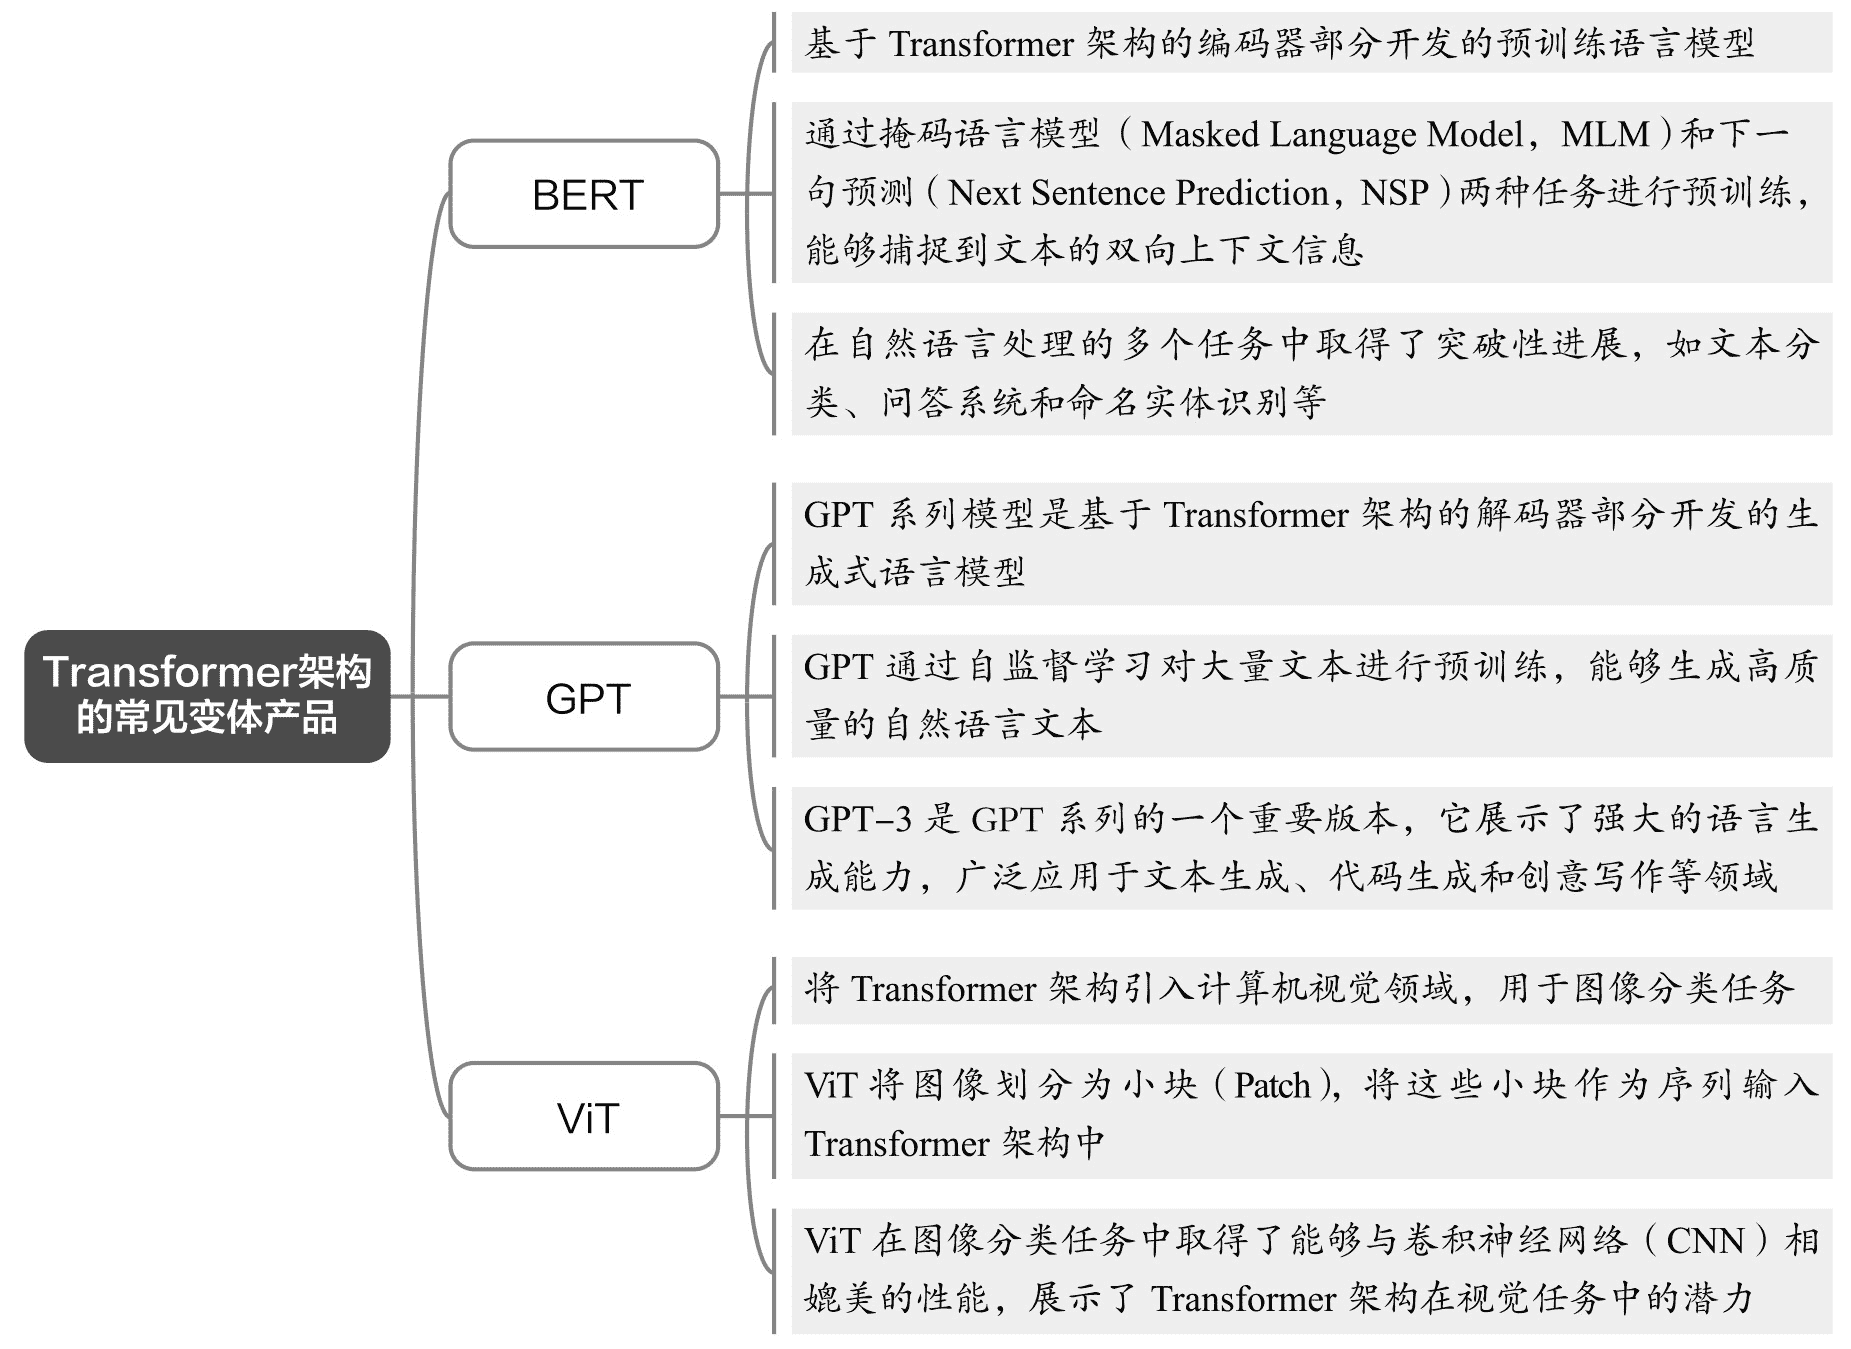 Transformer架构
的常见变体产品
BERT
基于 Transformer 架构的编码器部分开发的预训练语言模型
通过掩码语言模型（Masked Language Model，MLM）和下一
句预测（Next Sentence Prediction，NSP）两种任务进行预训练，
能够捕捉到文本的双向上下文信息
在自然语言处理的多个任务中取得了突破性进展，如文本分
类、问答系统和命名实体识别等
GPT
GPT 系列模型是基于 Transformer 架构的解码器部分开发的生
成式语言模型
GPT 通过自监督学习对大量文本进行预训练，能够生成高质
量的自然语言文本
GPT-3 是 GPT 系列的一个重要版本，它展示了强大的语言生
成能力，广泛应用于文本生成、代码生成和创意写作等领域
ViT
将 Transformer 架构引入计算机视觉领域，用于图像分类任务
ViT 将图像划分为小块（Patch），将这些小块作为序列输入
Transformer 架构中
ViT 在图像分类任务中取得了能够与卷积神经网络（CNN）相
媲美的性能，展示了 Transformer 架构在视觉任务中的潜力